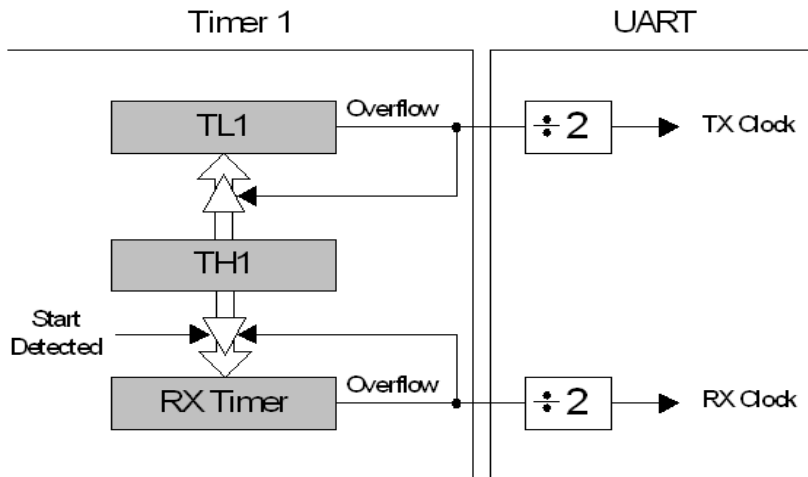 Timer 1
UART
TL1
Overflow
÷ 2
TX Clock
TH1
Start
Detected
RX Timer
Overflow
÷ 2
RX Clock